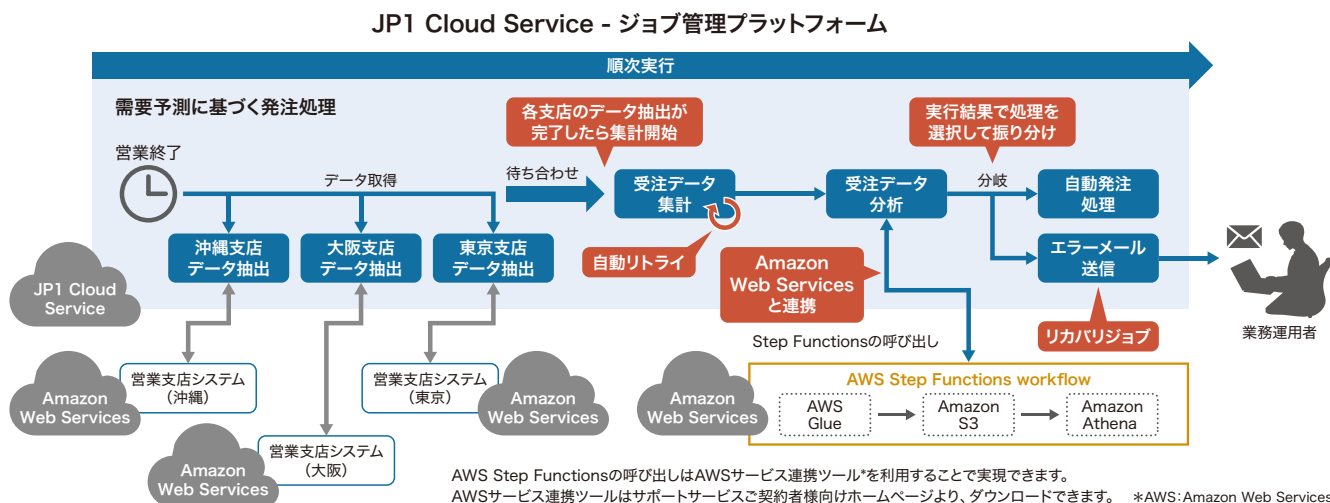 JP1 Cloud Service - ジョブ管理プラットフォーム
順次実行
需要予測に基づく発注処理
各支店のデータ抽出が
完了したら集計開始
実行結果で処理を
選択して振り分け
営業終了
データ取得
待ち合わせ
受注データ
集計
受注データ
分析
分岐
自動発注
処理
沖縄支店
データ抽出
大阪支店
データ抽出
東京支店
データ抽出
自動リトライ
Amazon
Web Services
と連携
エラーメール
送信
リカバリジョブ
業務運用者
JP1 Cloud
Service
Step Functionsの呼び出し
Amazon
Web Services
営業支店システム
（沖縄）
営業支店システム
（東京）
Amazon
Web Services
Amazon
Web Services
営業支店システム
（大阪）
Amazon
Web Services
AWS Step Functions workflow
AWS
Glue
Amazon
S3
Amazon
Athena
AWS Step Functionsの呼び出しはAWSサービス連携ツール*を利用することで実現できます。
AWSサービス連携ツールはサポートサービスご契約者様向けホームページより、ダウンロードできます。 *AWS：Amazon Web Services